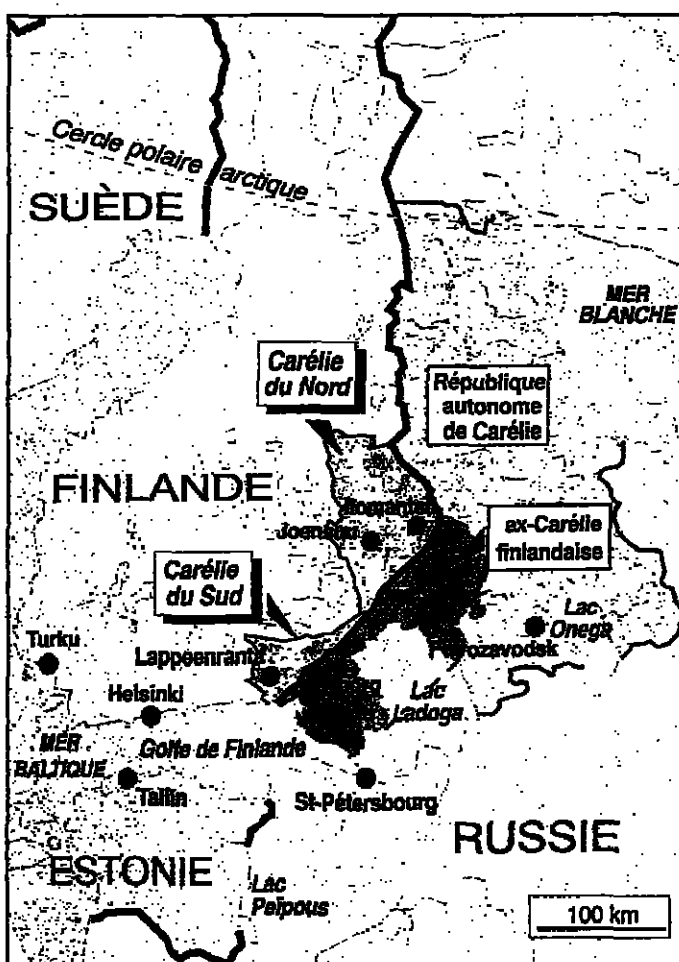 Cercle polaire arctique
SUÈDE
MER
BLANCHE
Carélie
du Nord
République
autonome
de Carélie
FINLANDE
Joensuu
ex-Carélie
finlandaise
Carélie
du Sud
Lac
Onega
Turku
Lappeenranta
Lac
Ladoga
Helsinki
MER
BALTIQUE
Golfe de Finlande
Tallin
St-Pétersbourg
RUSSIE
ESTONIE
Lac
Peïpous
100 km